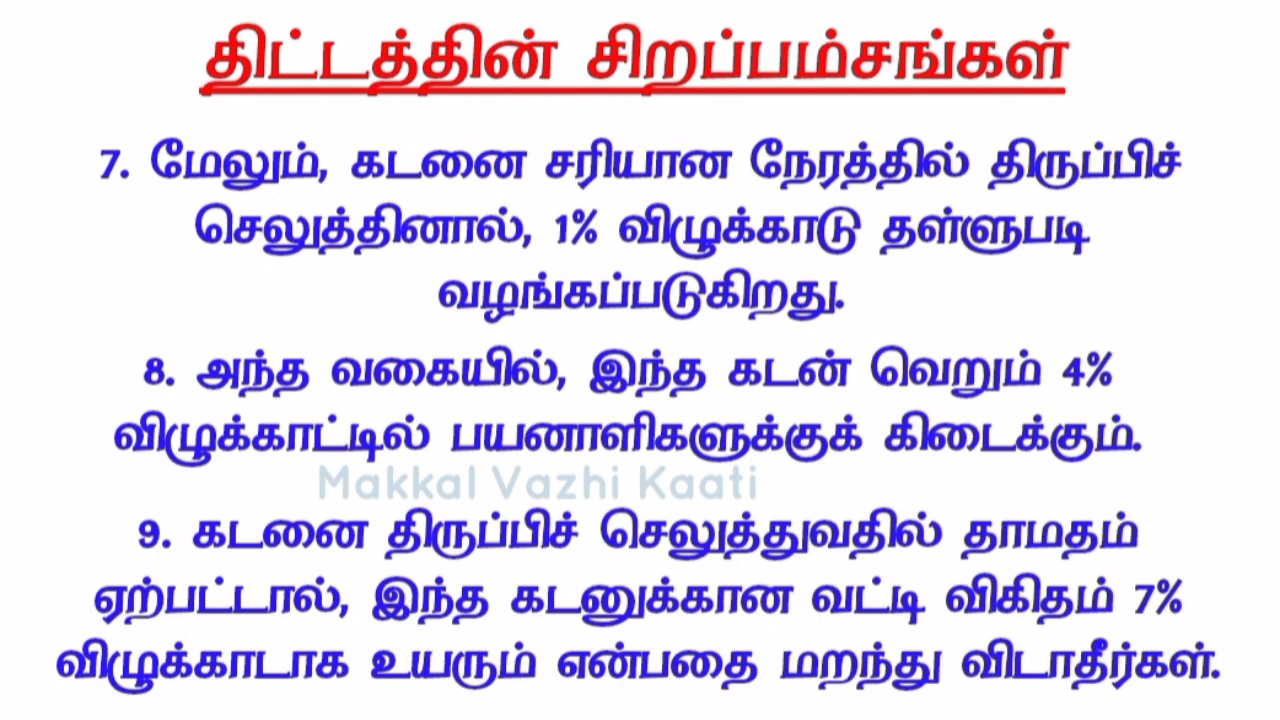 திட்டத்தின் சிறப்பம்சங்கள்
7. மேலும், கடனை சரியான நேரத்தில் திருப்பிச்
செலுத்தினால், 1% விழுக்காடு தள்ளுபடி
வழங்கப்படுகிறது.
8. அந்த வகையில், இந்த கடன் வெறும் 4%
விழுக்காட்டில் பயனாளிகளுக்குக் கிடைக்கும்.
Makkal Vazhi Kaati
9. கடனை திருப்பிச் செலுத்துவதில் தாமதம்
ஏற்பட்டால், இந்த கடனுக்கான வட்டி விகிதம் 7%
விழுக்காடாக உயரும் என்பதை மறந்து விடாதீர்கள்.